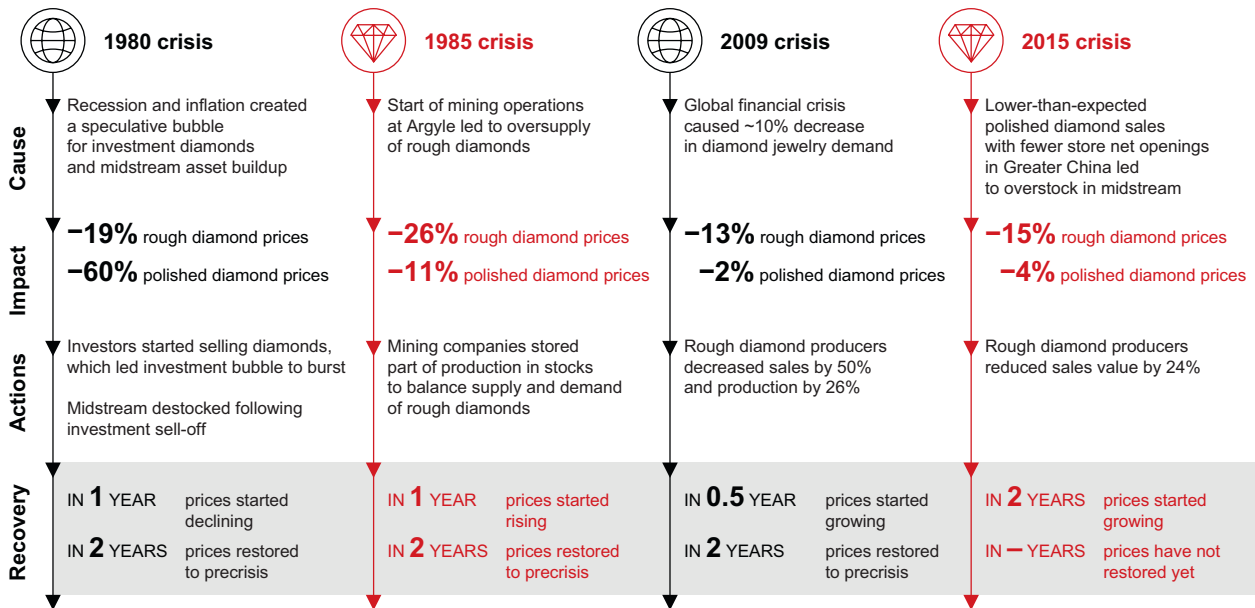 1980 crisis
1985 crisis
2009 crisis
2015 crisis
Cause
Recession and inflation created
a speculative bubble
for investment diamonds
and midstream asset buildup
Start of mining operations
at Argyle led to oversupply
of rough diamonds
Global financial crisis
caused ~10% decrease
in diamond jewelry demand
Lower-than-expected
polished diamond sales
with fewer store net openings
in Greater China led
to overstock in midstream
Impact
−19% rough diamond prices
−60% polished diamond prices
−26% rough diamond prices
−11% polished diamond prices
−13% rough diamond prices
−2% polished diamond prices
−15% rough diamond prices
−4% polished diamond prices
Actions
Investors started selling diamonds,
which led investment bubble to burst
Midstream destocked following
investment sell-off
Mining companies stored
part of production in stocks
to balance supply and demand
of rough diamonds
Rough diamond producers
decreased sales by 50%
and production by 26%
Rough diamond producers
reduced sales value by 24%
Recovery
IN 1 YEAR prices started
declining
IN 2 YEARS prices restored
to precrisis
IN 1 YEAR prices started
rising
IN 2 YEARS prices restored
to precrisis
IN 0.5 YEAR prices started
growing
IN 2 YEARS prices restored
to precrisis
IN 2 YEARS prices started
growing
IN – YEARS prices have not
restored yet